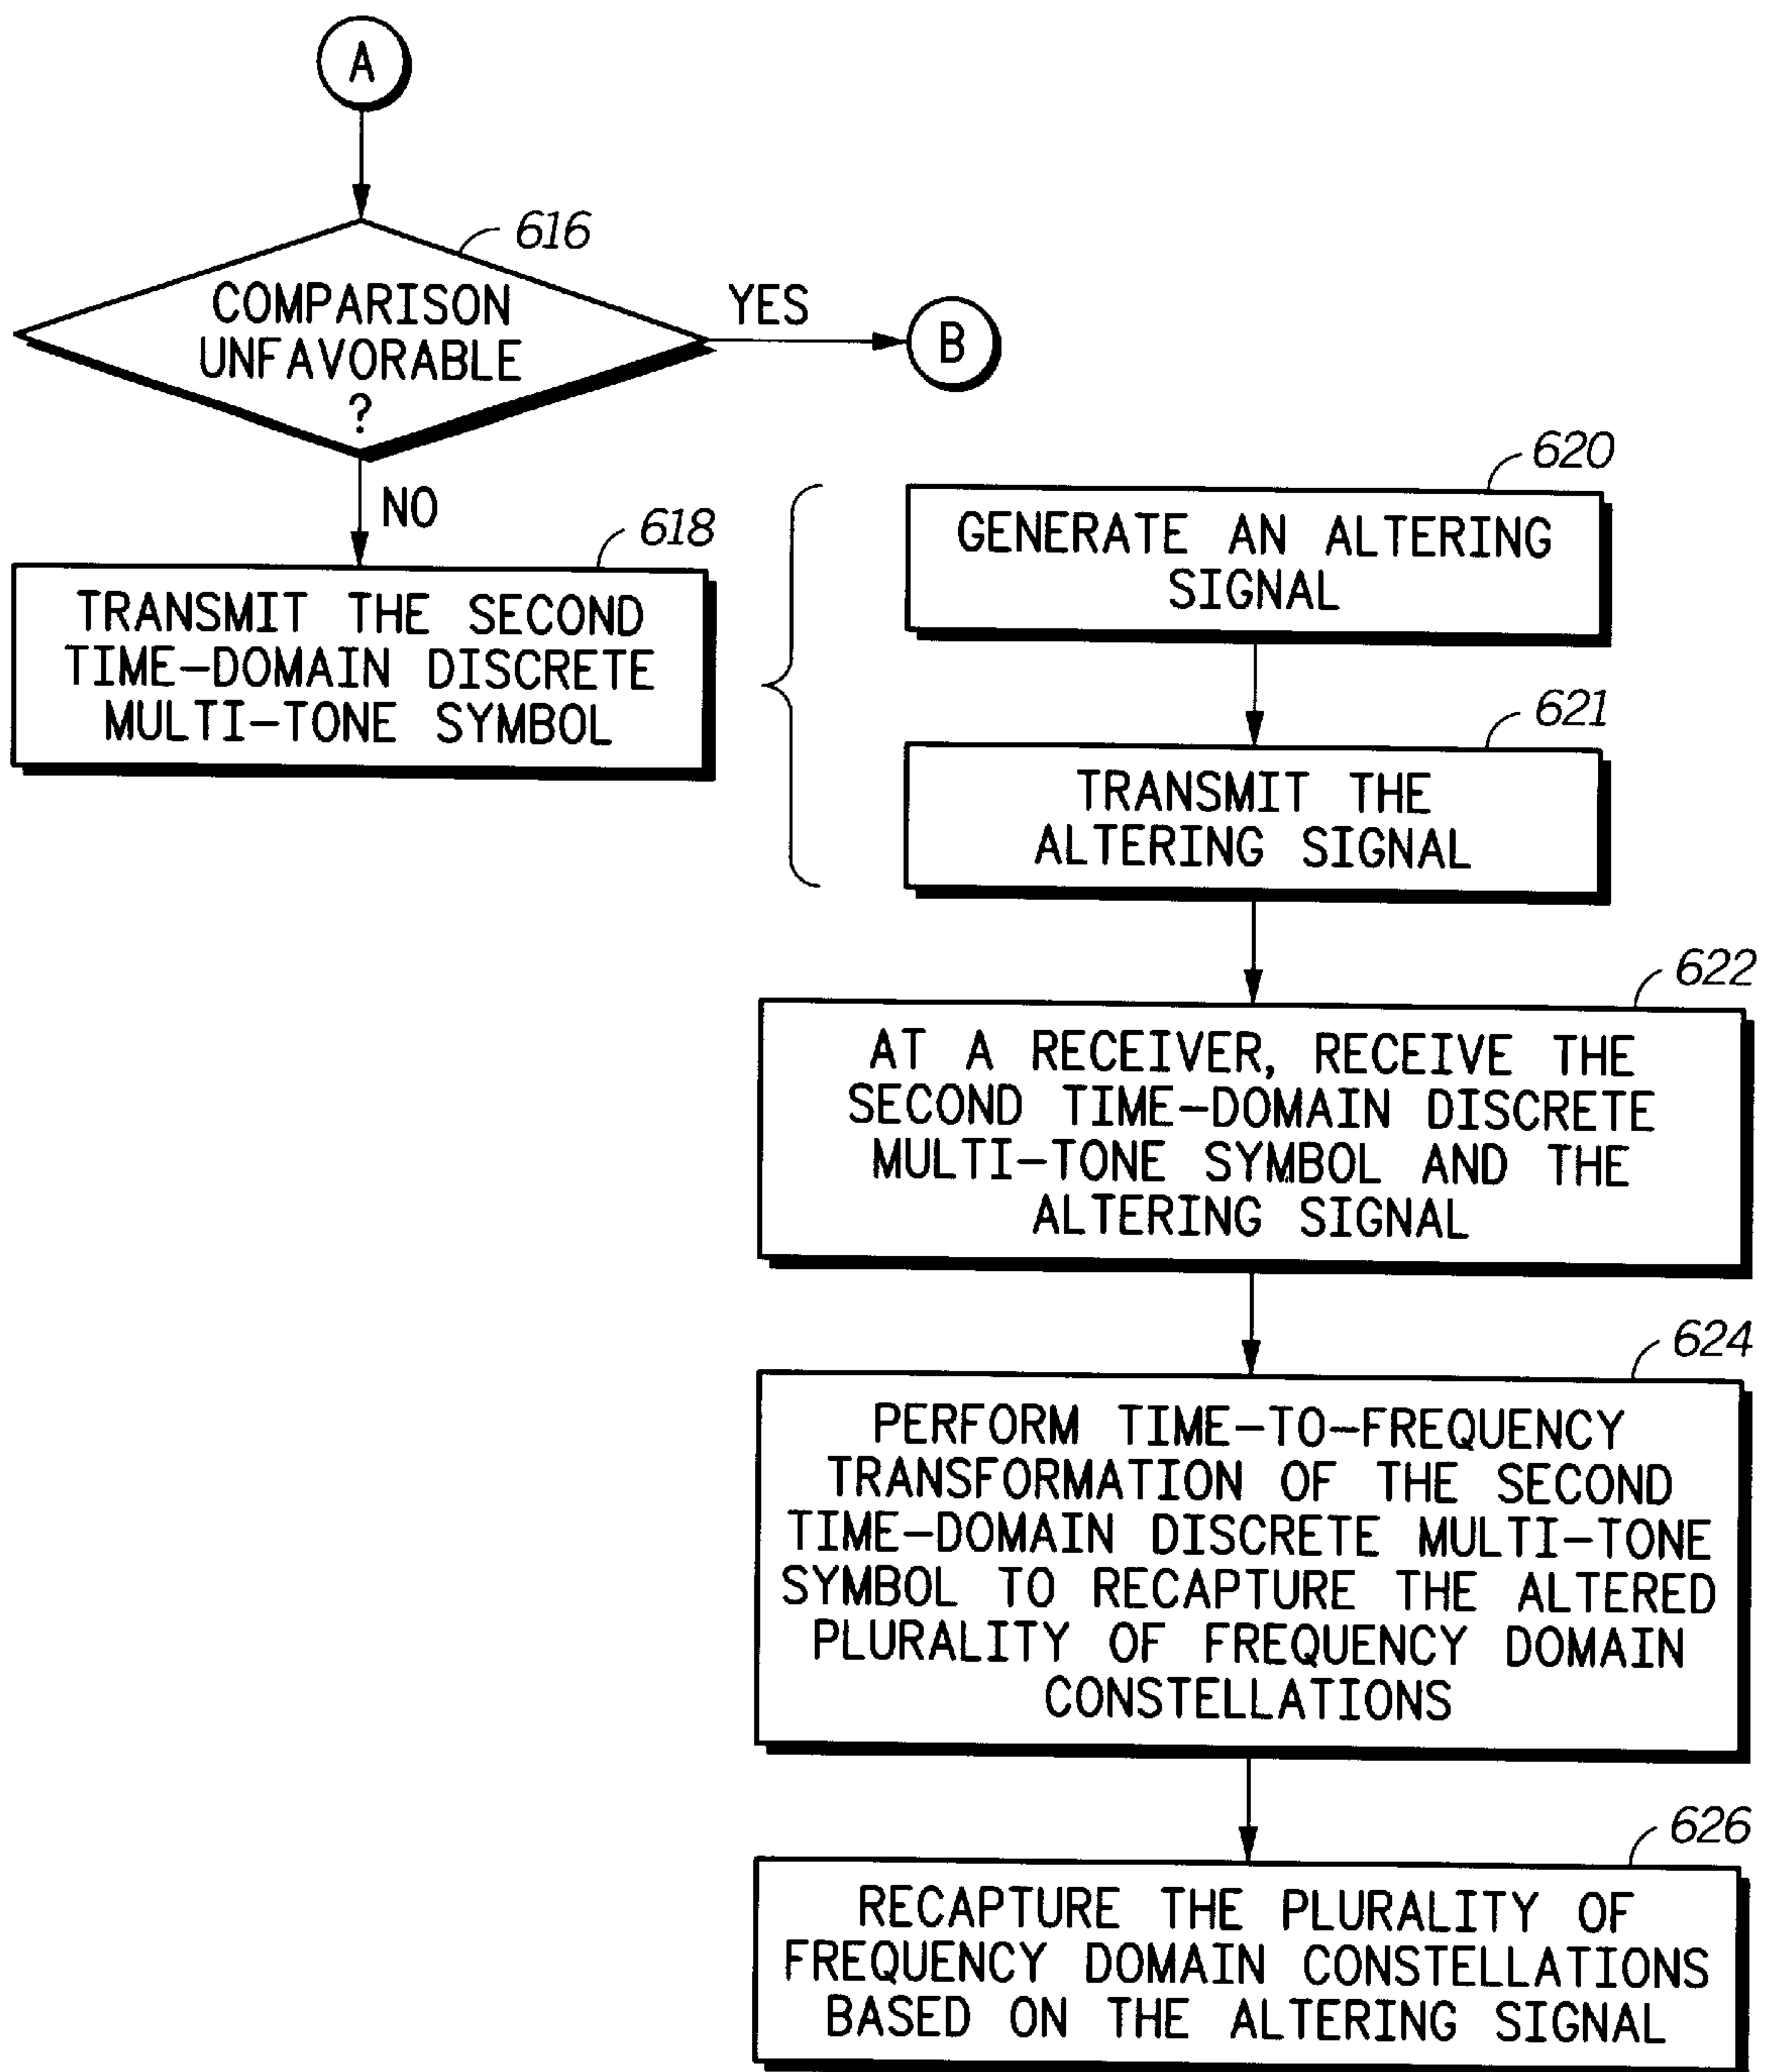 A
616
COMPARISON
UNFAVORABLE
?
YES
B
NO
618
TRANSMIT THE SECOND
TIME-DOMAIN DISCRETE
MULTI-TONE SYMBOL
620
GENERATE AN ALTERING
SIGNAL
621
TRANSMIT THE
ALTERING SIGNAL
622
AT A RECEIVER, RECEIVE THE
SECOND TIME-DOMAIN DISCRETE
MULTI-TONE SYMBOL AND THE
ALTERING SIGNAL
624
PERFORM TIME-TO-FREQUENCY
TRANSFORMATION OF THE SECOND
TIME-DOMAIN DISCRETE MULTI-TONE
SYMBOL TO RECAPTURE THE ALTERED
PLURALITY OF FREQUENCY DOMAIN
CONSTELLATIONS
626
RECAPTURE THE PLURALITY OF
FREQUENCY DOMAIN CONSTELLATIONS
BASED ON THE ALTERING SIGNAL